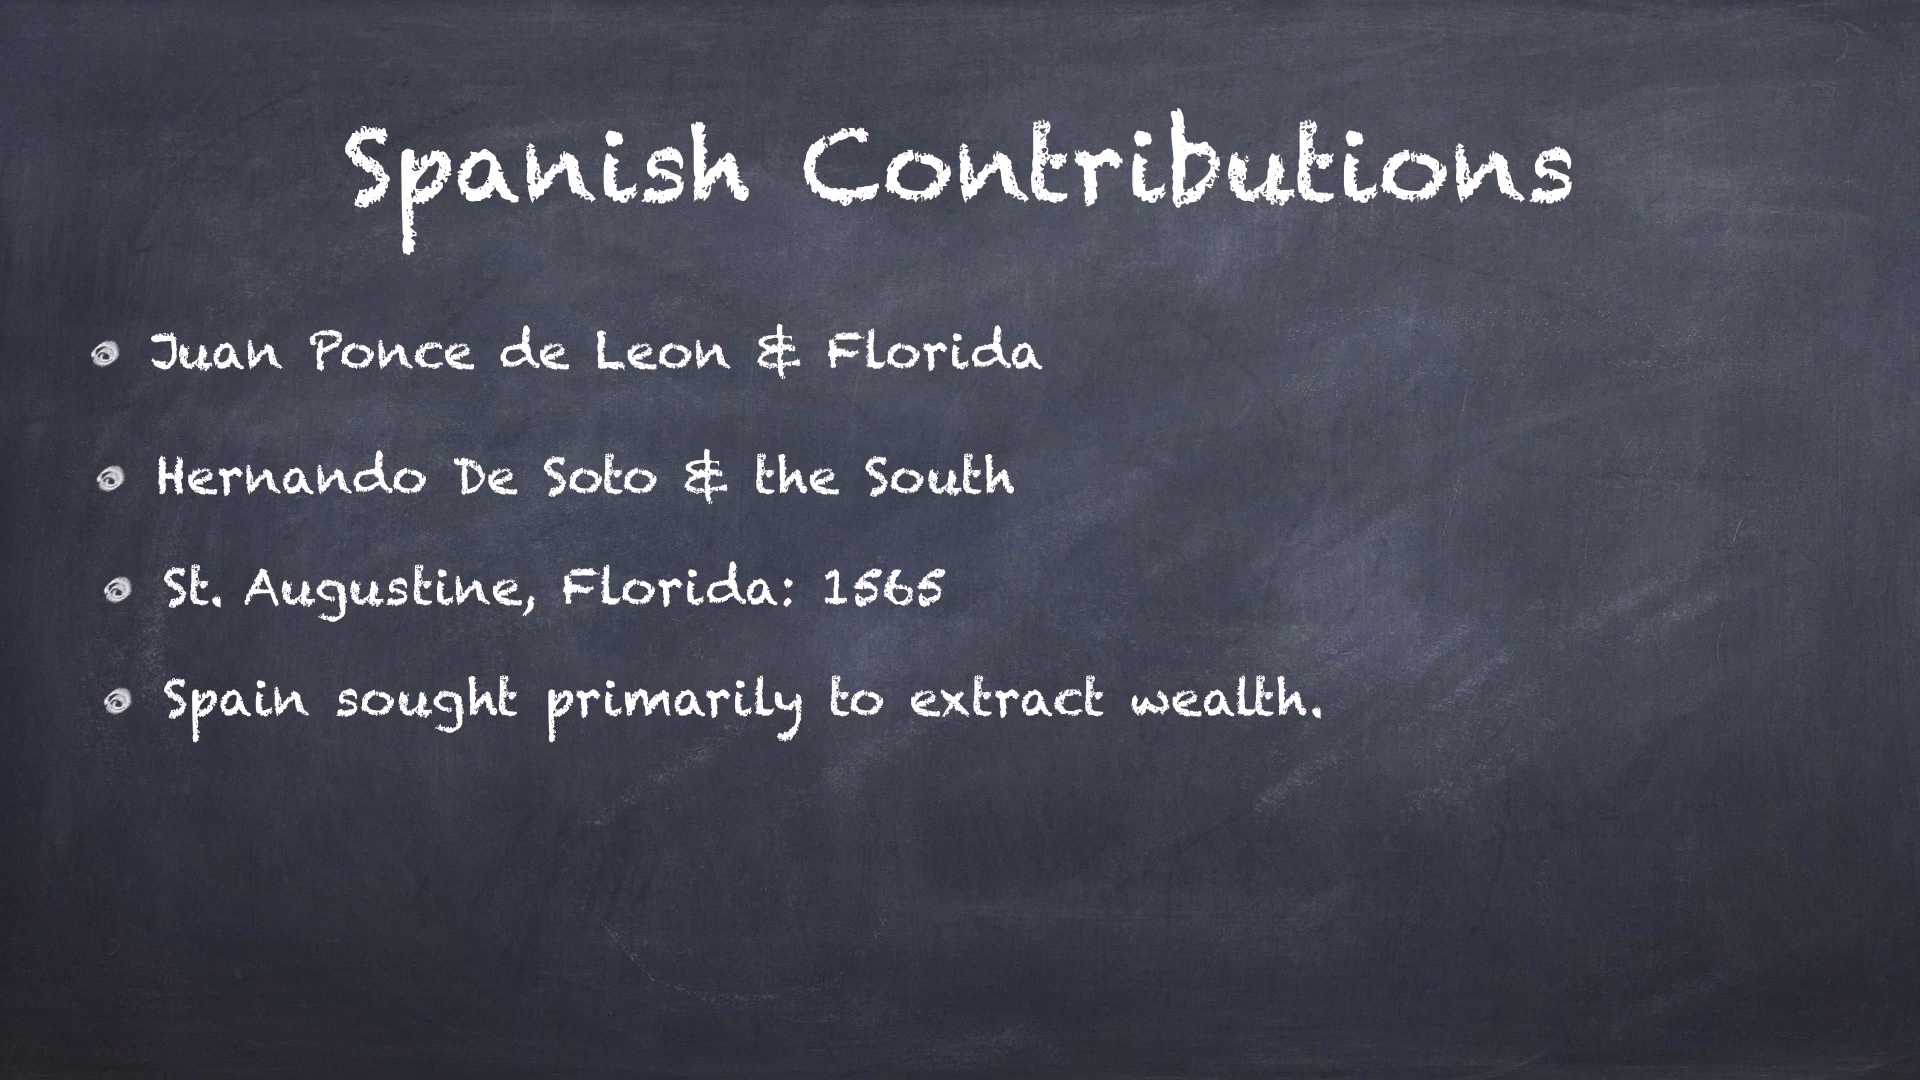 Spanish Contributions
Juan Ponce de Leon & Florida
Hernando De Soto & the South
St. Augustine, Florida: 1565
Spain sought primarily to extract wealth.